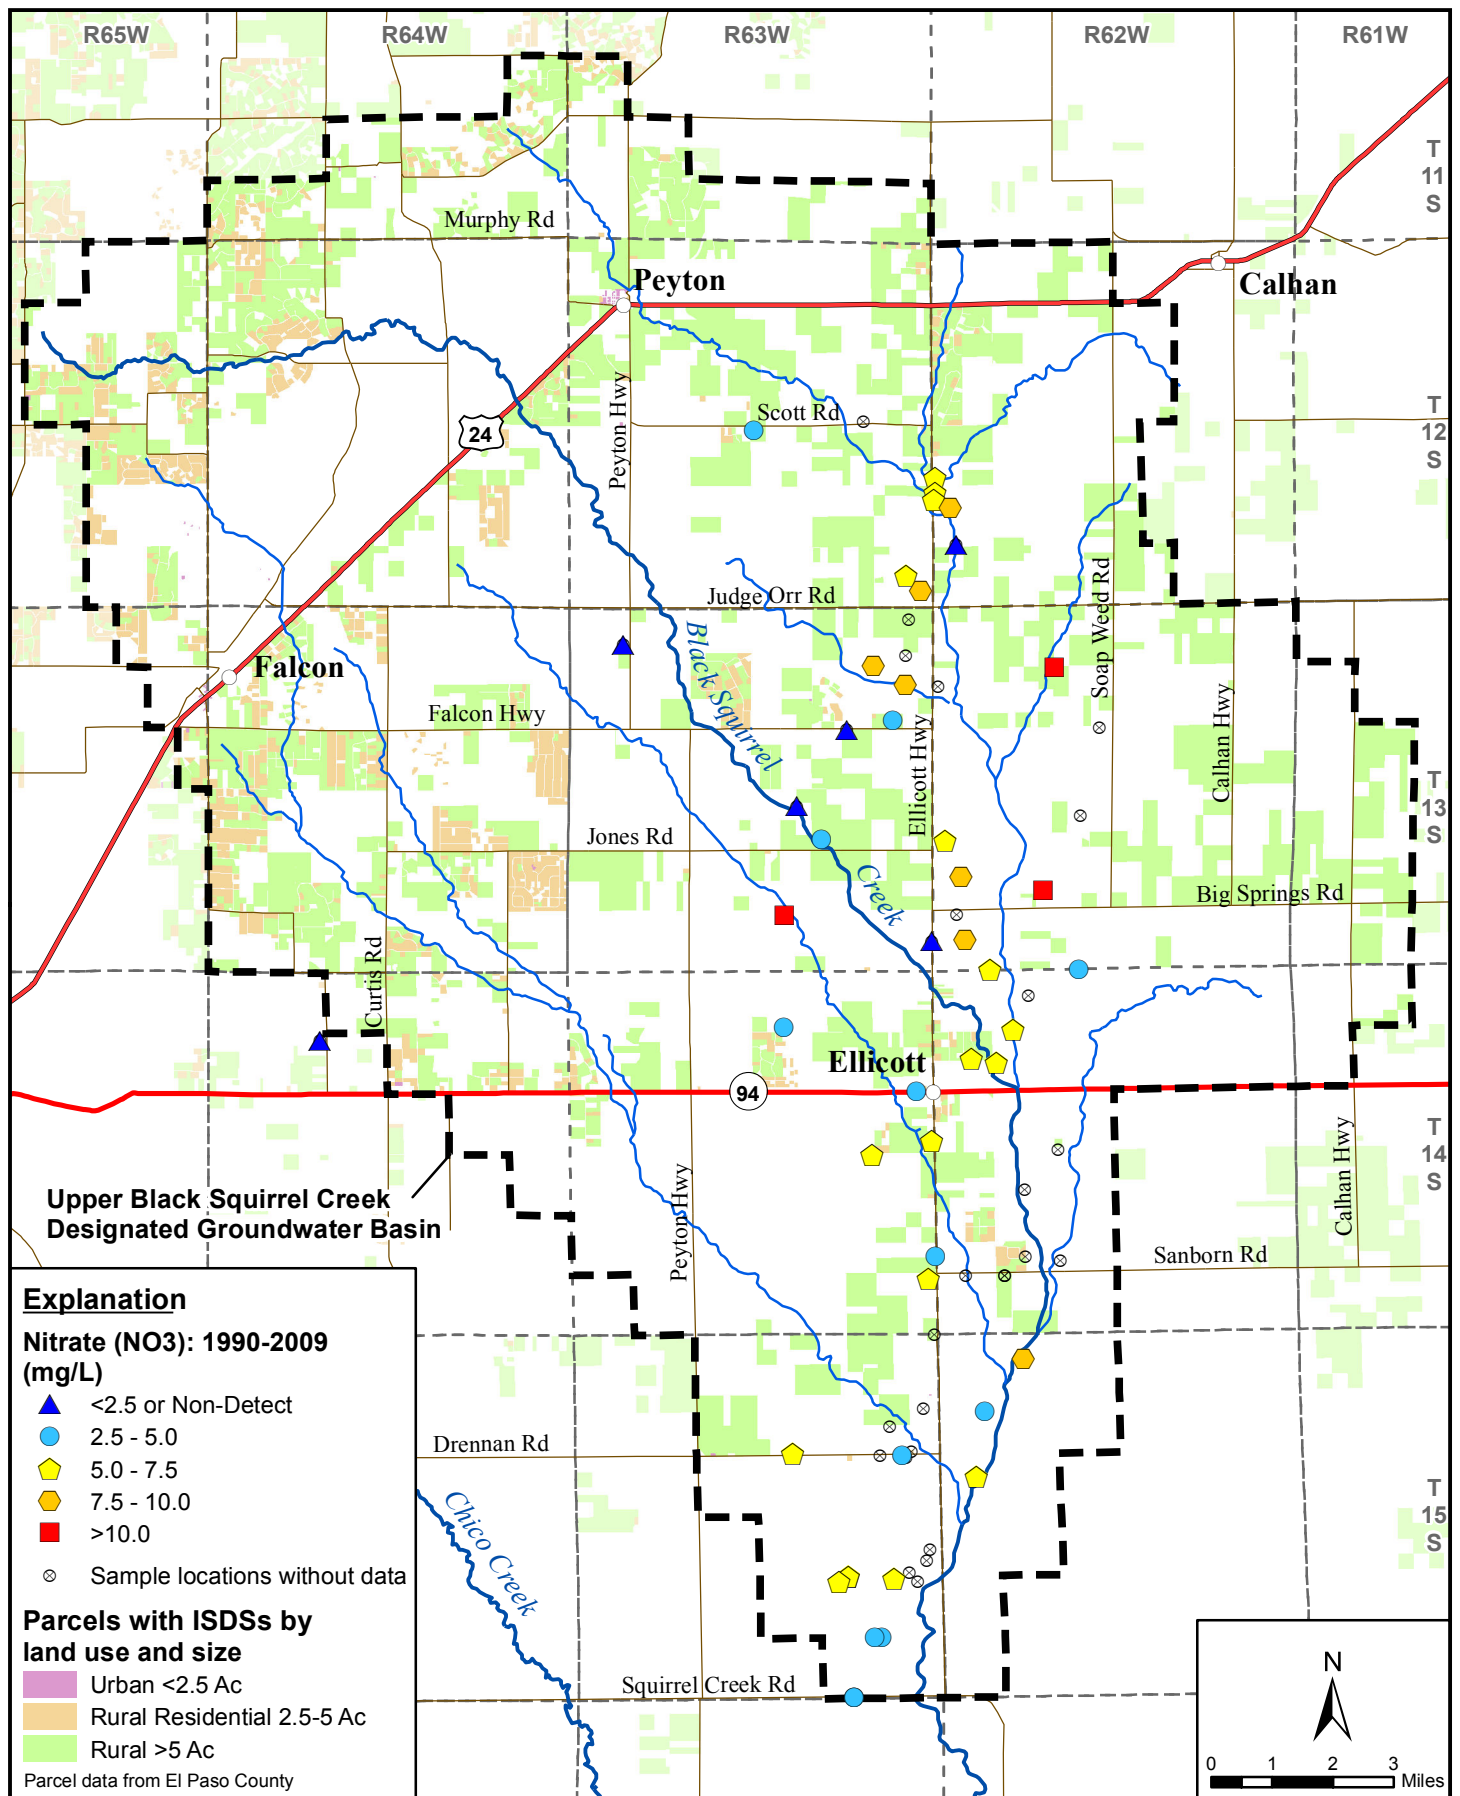 R65W
R64W
R63W
R62W
R61W
T
11
S
Murphy Rd
Peyton
Calhan
Scott Rd
Peyton Hwy
24
T
12
S
Judge Orr Rd
Soap Weed Rd
Black Squirrel
Creek
Falcon
Falcon Hwy
Ellicott Hwy
Calhan Hwy
T
13
S
Jones Rd
Big Springs Rd
Curtis Rd
Ellicott
94
T
14
S
Calhan Hwy
Peyton Hwy
Upper Black Squirrel Creek
Designated Groundwater Basin
Sanborn Rd
Drennan Rd
T
15
S
Chico Creek
Squirrel Creek Rd
Explanation
Nitrate (NO3): 1990-2009
(mg/L)
<2.5 or Non-Detect
2.5 - 5.0
5.0 - 7.5
7.5 - 10.0
>10.0
Sample locations without data
Parcels with ISDSs by
land use and size
Urban <2.5 Ac
Rural Residential 2.5-5 Ac
Rural >5 Ac
Parcel data from El Paso County
N
0 1 2 3
Miles